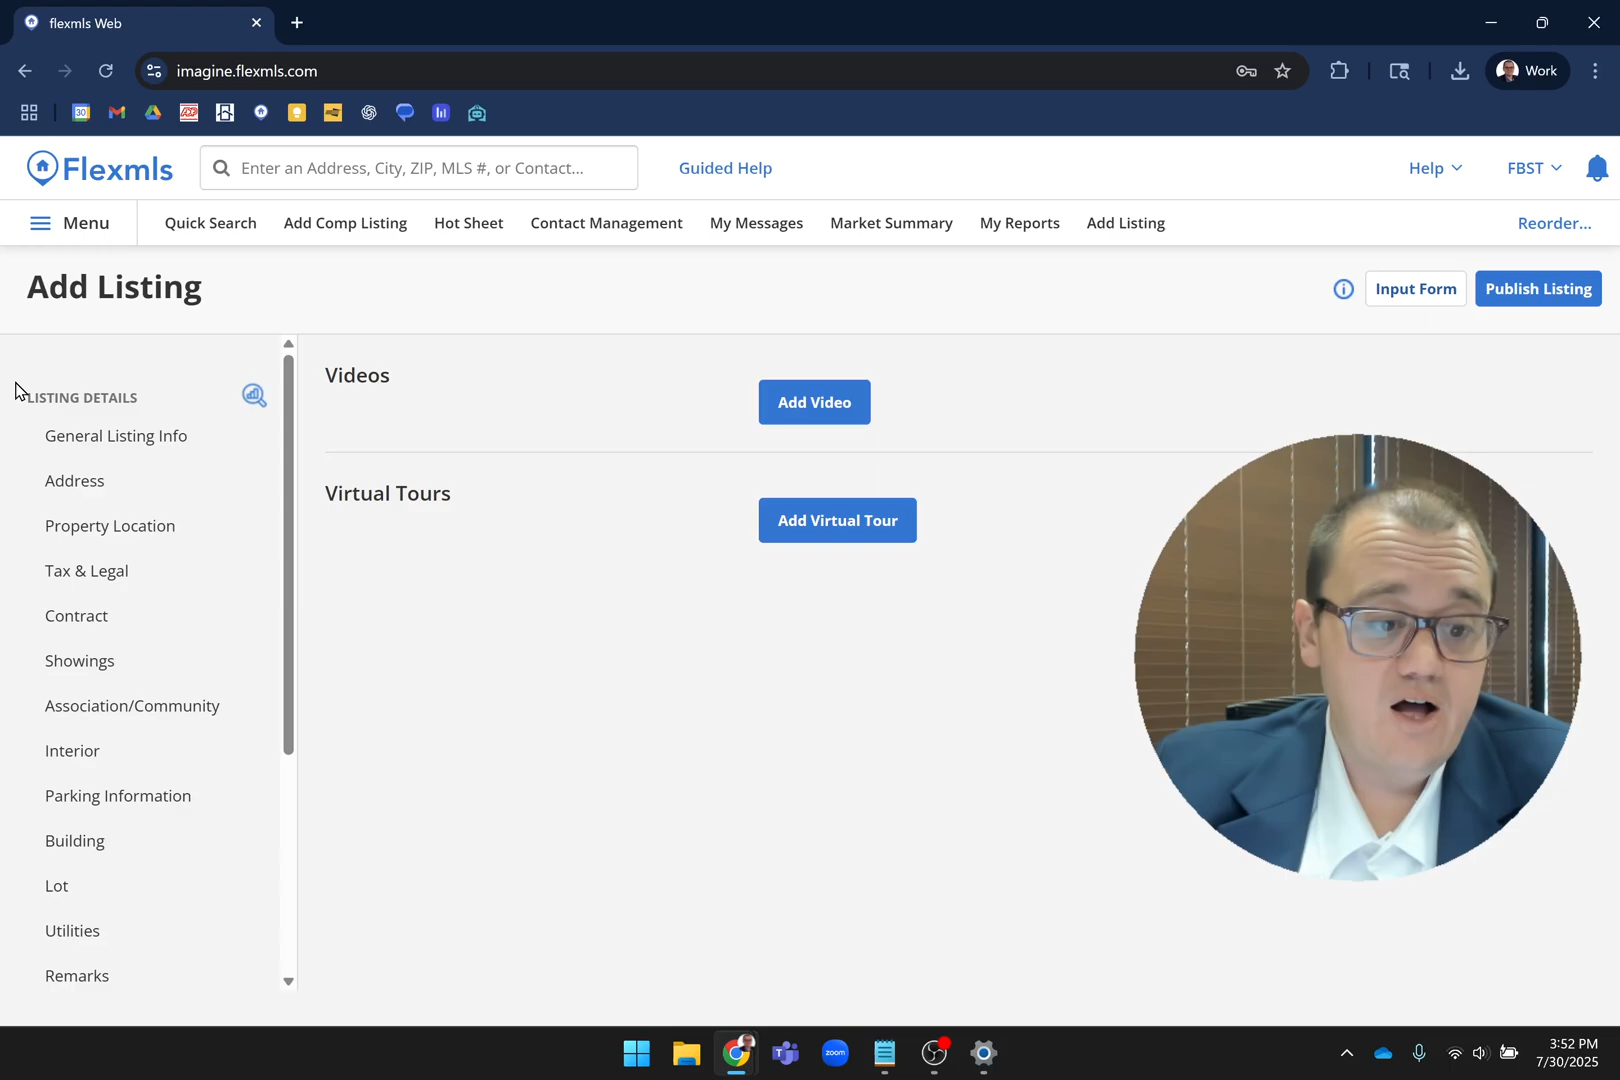 flexmls Web
imagine.flexmls.com
Work
30
Flexmls
Enter an Address, City, ZIP, MLS #, or Contact...
Guided Help
Help
FBST
Menu
Quick Search
Add Comp Listing
Hot Sheet
Contact Management
My Messages
Market Summary
My Reports
Add Listing
Reorder...
Add Listing
Input Form
Publish Listing
LISTING DETAILS
General Listing Info
Address
Property Location
Tax & Legal
Contract
Showings
Association/Community
Interior
Parking Information
Building
Lot
Utilities
Remarks
Videos
Add Video
Virtual Tours
Add Virtual Tour
zoom
3:52 PM
7/30/2025